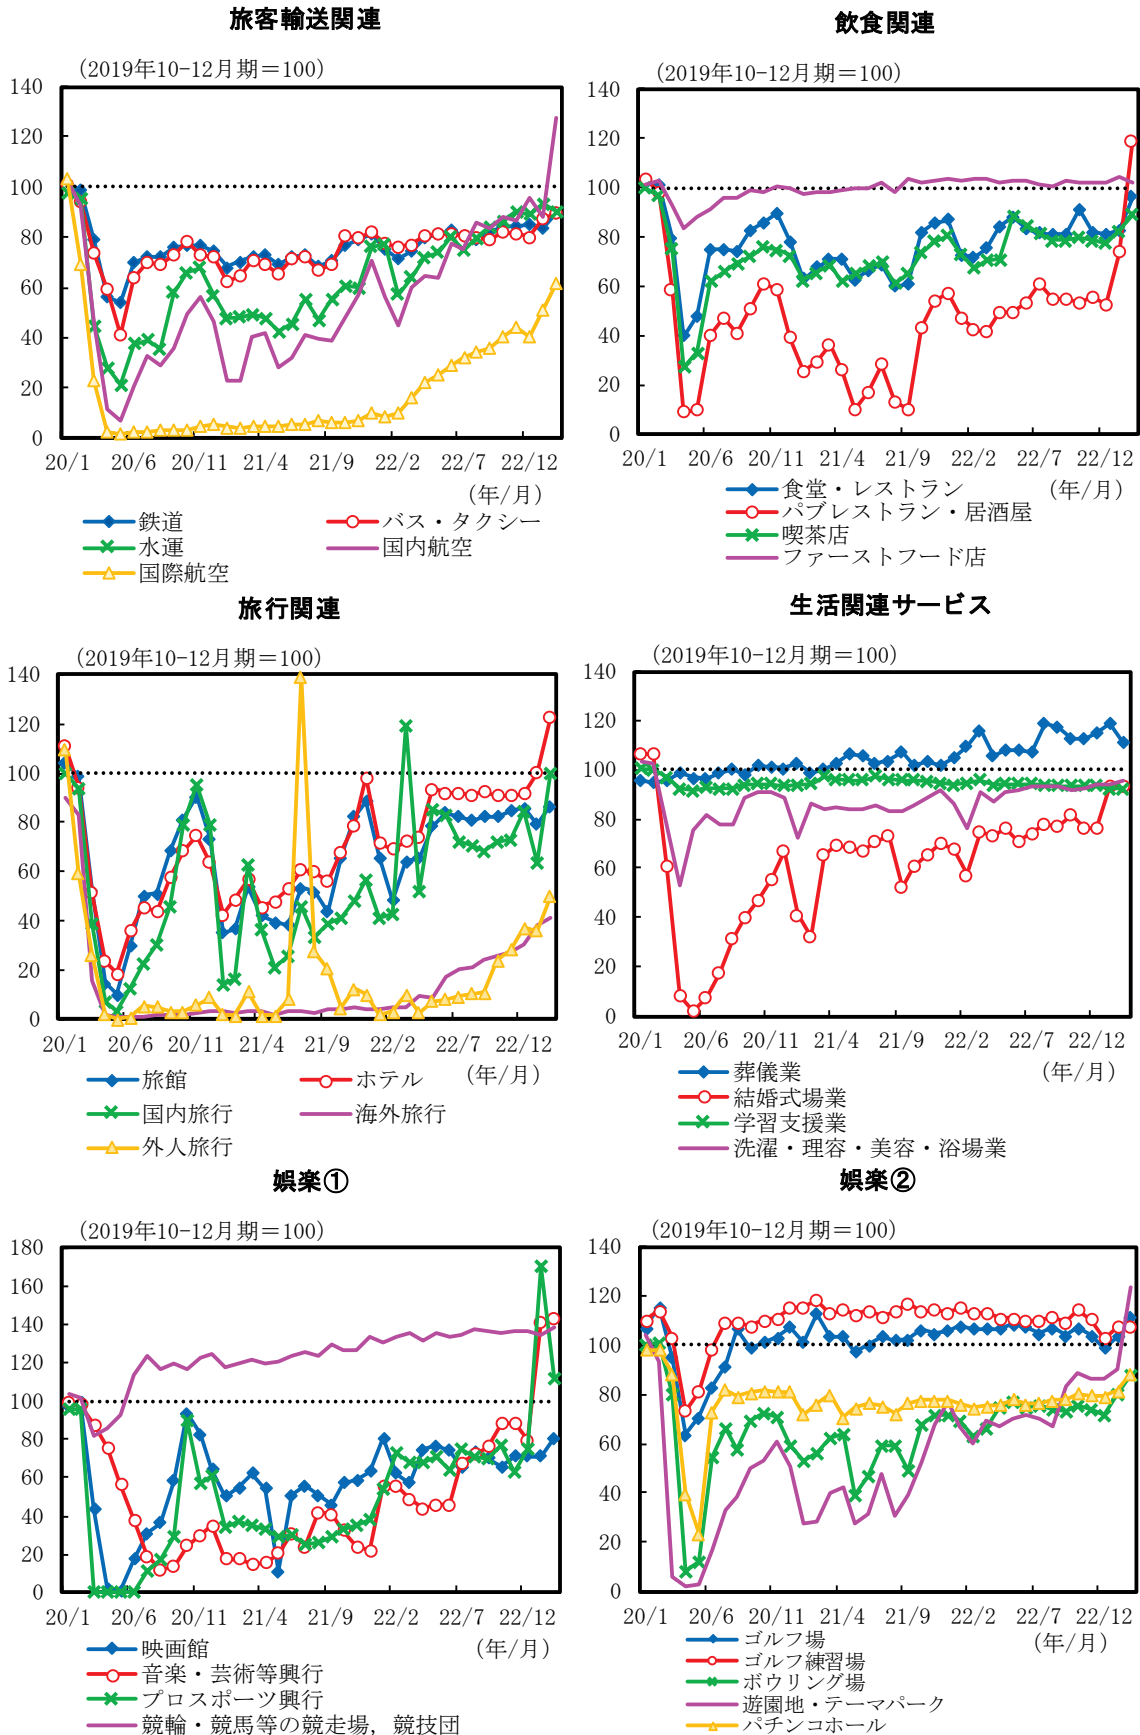 旅客輸送関連
(2019年10-12月期=100)
140
120
100
80
60
40
20
0
20/1 20/6 20/11 21/4 21/9 22/2 22/7 22/12
(年/月)
鉄道 バス・タクシー
水運 国内航空
国際航空
飲食関連
(2019年10-12月期=100)
140
120
100
80
60
40
20
0
20/1 20/6 20/11 21/4 21/9 22/2 22/7 22/12
(年/月)
食堂・レストラン
パブレストラン・居酒屋
喫茶店
ファーストフード店
旅行関連
(2019年10-12月期=100)
140
120
100
80
60
40
20
0
20/1 20/6 20/11 21/4 21/9 22/2 22/7 22/12
(年/月)
旅館 ホテル
国内旅行 海外旅行
外人旅行
生活関連サービス
(2019年10-12月期=100)
140
120
100
80
60
40
20
0
20/1 20/6 20/11 21/4 21/9 22/2 22/7 22/12
(年/月)
葬儀業
結婚式場業
学習支援業
洗濯・理容・美容・浴場業
娯楽①
(2019年10-12月期=100)
180
160
140
120
100
80
60
40
20
0
20/1 20/6 20/11 21/4 21/9 22/2 22/7 22/12
(年/月)
映画館
音楽・芸術等興行
プロスポーツ興行
競輪・競馬等の競走場，競技団
娯楽②
(2019年10-12月期=100)
140
120
100
80
60
40
20
0
20/1 20/6 20/11 21/4 21/9 22/2 22/7 22/12
(年/月)
ゴルフ場
ゴルフ練習場
ボウリング場
遊園地・テーマパーク
パチンコホール